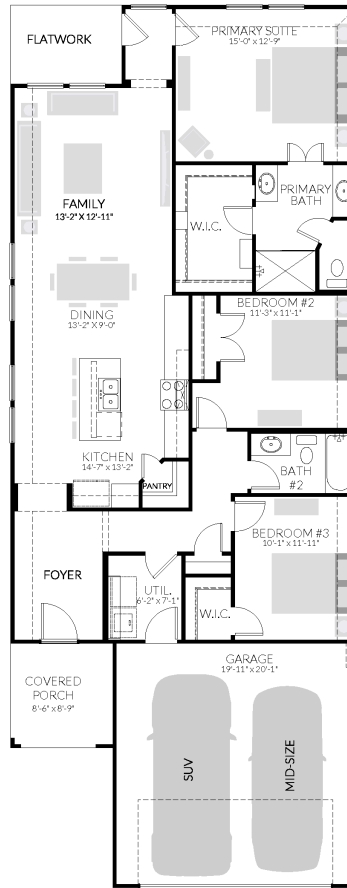 FLATWORK
PRIMARY SUITE
15'-0" x 12'-9"
FAMILY
13'-2" X 12'-11"
W.I.C.
PRIMARY
BATH
DINING
13'-2" X 9'-0"
BEDROOM #2
11'-3" x 11'-1"
KITCHEN
14'-7" x 13'-2"
PANTRY
BATH
#2
BEDROOM #3
10'-1" x 11'-11"
FOYER
UTIL.
6'-2" x 7'-1"
W.I.C.
COVERED
PORCH
8'-6" x 8'-9"
GARAGE
19'-11" x 20'-1"
SUV
MID-SIZE